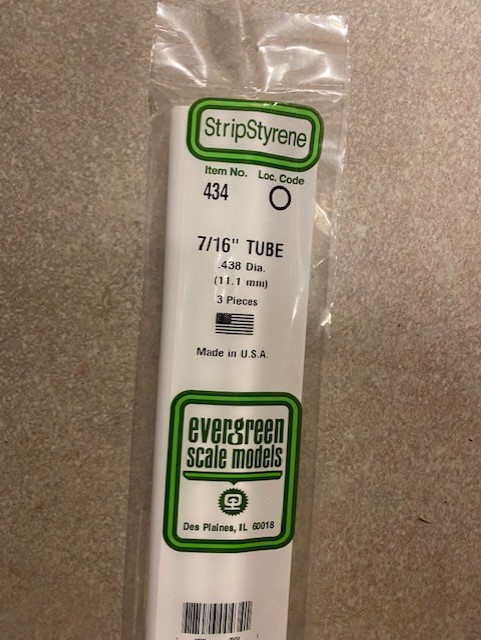 StripStyrene
Item No. Loc. Code
434
7/16" TUBE
.438 Dia.
(11.1 mm)
3 Pieces
Made in U.S.A.
evergreen
scale models
Des Plaines, IL 60018